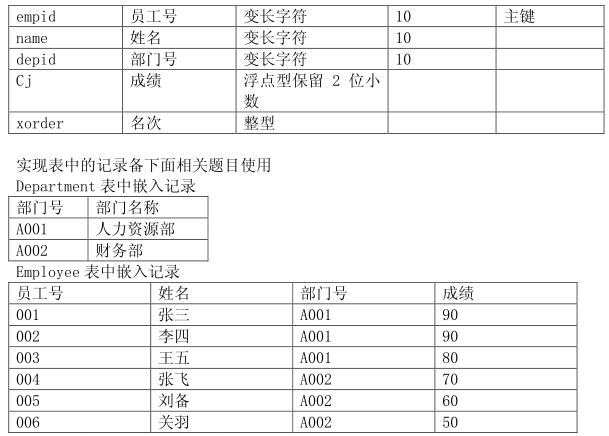 empid 员工号 变长字符 10 主键
name 姓名 变长字符 10
depid 部门号 变长字符 10
Cj 成绩 浮点型保留 2 位小
数
xorder 名次 整型
实现表中的记录备下面相关题目使用
Department 表中嵌入记录
部门号 部门名称
A001 人力资源部
A002 财务部
Employee 表中嵌入记录
员工号 姓名 部门号 成绩
001 张三 A001 90
002 李四 A001 90
003 王五 A001 80
004 张飞 A002 70
005 刘备 A002 60
006 关羽 A002 50